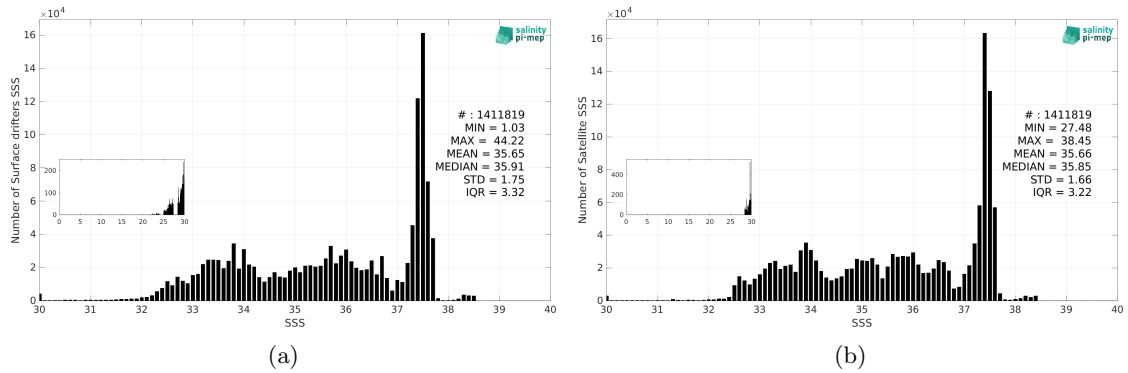 ×10⁴
16
14
12
10
8
6
4
2
0
Number of Surface drifters SSS
salinity
pi-mep
# : 1411819
MIN = 1.03
MAX = 44.22
MEAN = 35.65
MEDIAN = 35.91
STD = 1.75
IQR = 3.32
200
100
0
0 5 10 15 20 25 30
30 31 32 33 34 35 36 37 38 39 40
SSS
(a)
×10⁴
16
14
12
10
8
6
4
2
0
Number of Satellite SSS
salinity
pi-mep
# : 1411819
MIN = 27.48
MAX = 38.45
MEAN = 35.66
MEDIAN = 35.85
STD = 1.66
IQR = 3.22
400
200
0
0 5 10 15 20 25 30
30 31 32 33 34 35 36 37 38 39 40
SSS
(b)